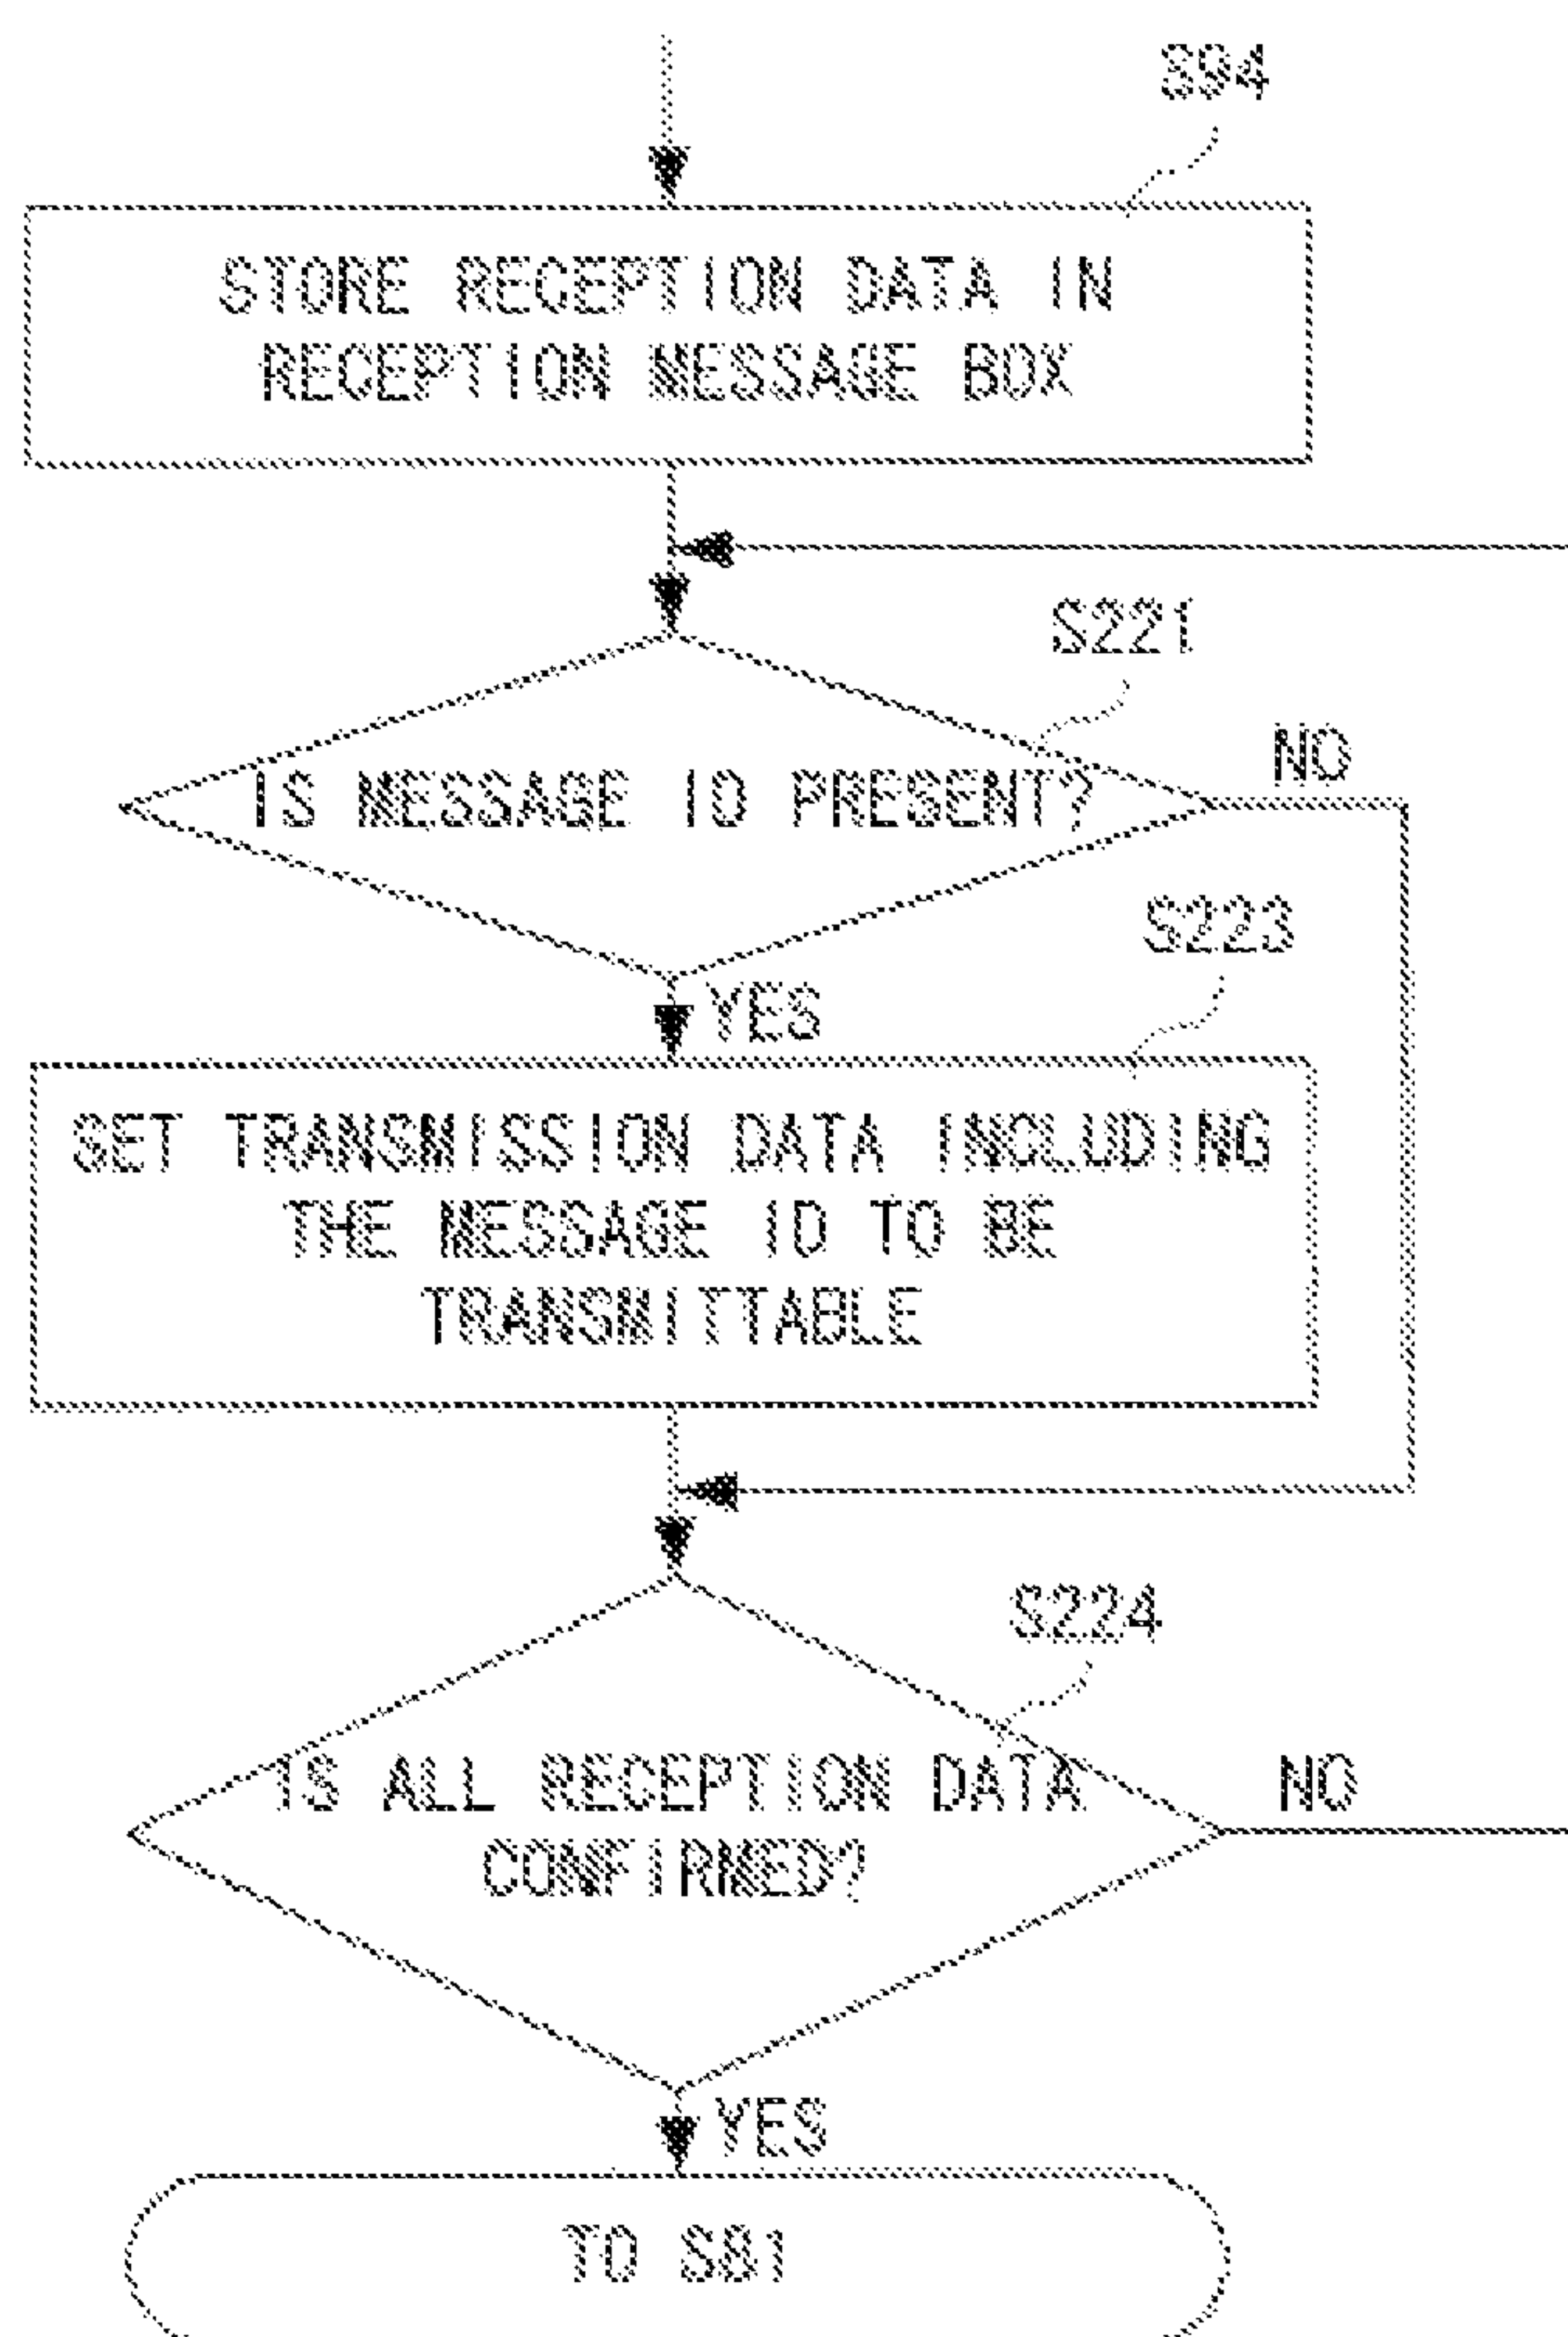 S94
STORE RECEPTION DATA IN
RECEPTION MESSAGE BOX
S221
IS MESSAGE ID PRESENT?
NO
S223
YES
SET TRANSMISSION DATA INCLUDING
THE MESSAGE ID TO BE
TRANSMITTABLE
S224
IS ALL RECEPTION DATA
CONFIRMED?
NO
YES
TO S81